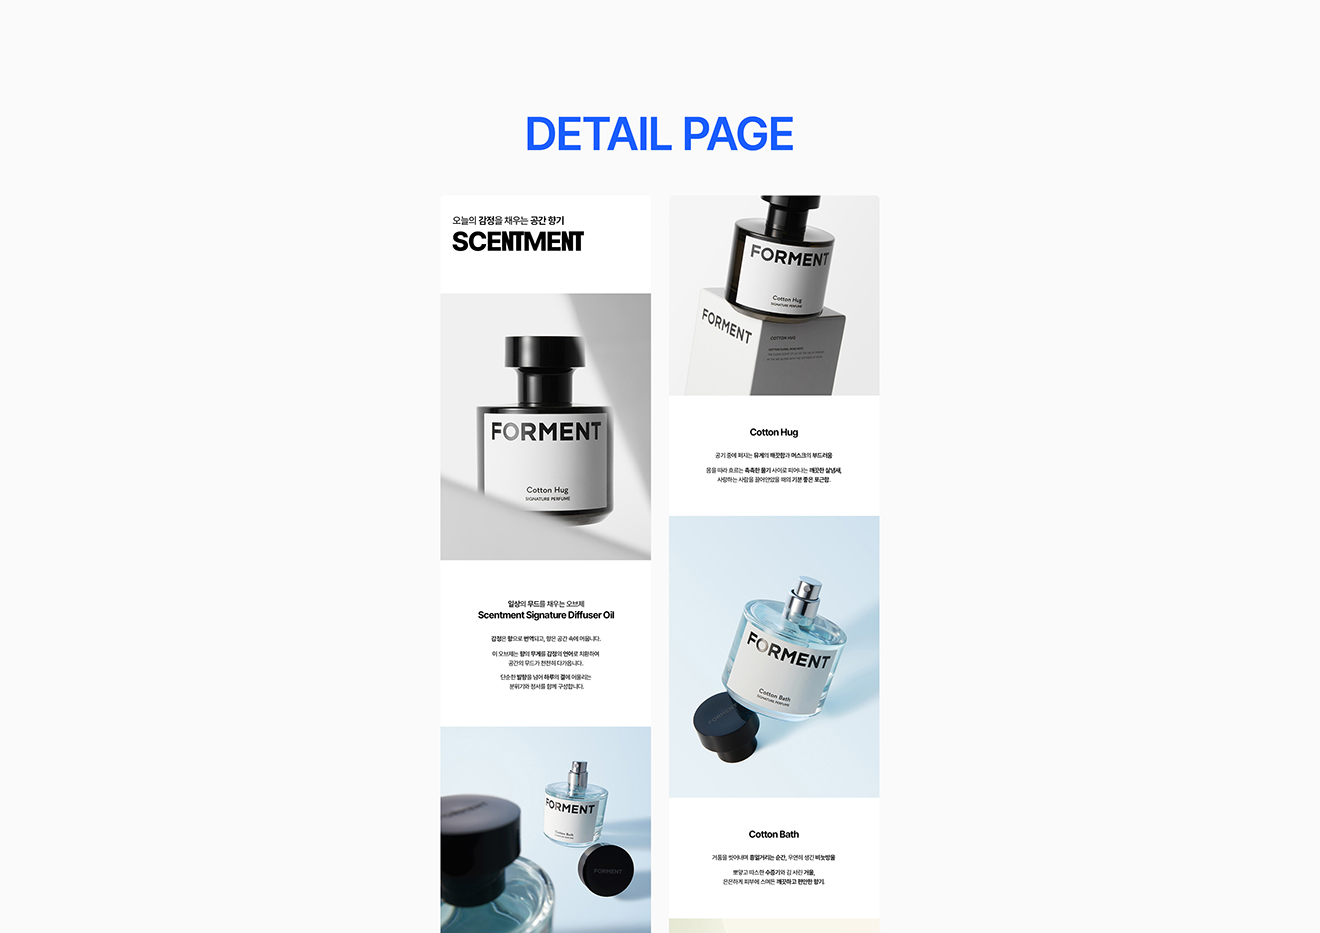 DETAIL PAGE
오늘의 감정을 채우는 공간 향기
SCENTMENT
FORMENT
Cotton Hug
SIGNATURE PERFUME
일상의 무드를 채우는 오브제
Scentment Signature Diffuser Oil
감정은 향으로 번역되고, 향은 공간 속에 머뭅니다.
이 오브제는 향의 무게를 감정의 언어로 치환하여
공간의 무드가 천천히 다가옵니다.
단순한 발향을 넘어 하루의 결에 어울리는
분위기와 정서를 함께 구성합니다.
FORMENT
Cotton Bath
FORMENT
FORMENT
Cotton Hug
SIGNATURE PERFUME
FORMENT
COTTON HUG
Cotton Hug
공기 중에 퍼지는 뮤게의 깨끗함과 머스크의 부드러움
몸을 따라 흐르는 촉촉한 물기 사이로 피어나는 깨끗한 살냄새,
사랑하는 사람을 끌어안았을 때의 기분 좋은 포근함.
FORMENT
Cotton Bath
SIGNATURE PERFUME
FORMENT
Cotton Bath
거품을 씻어내며 흥얼거리는 순간, 우연히 생긴 비눗방울
뽀얗고 따스한 수증기와 김 서린 거울,
은은하게 피부에 스며든 깨끗하고 편안한 향기.